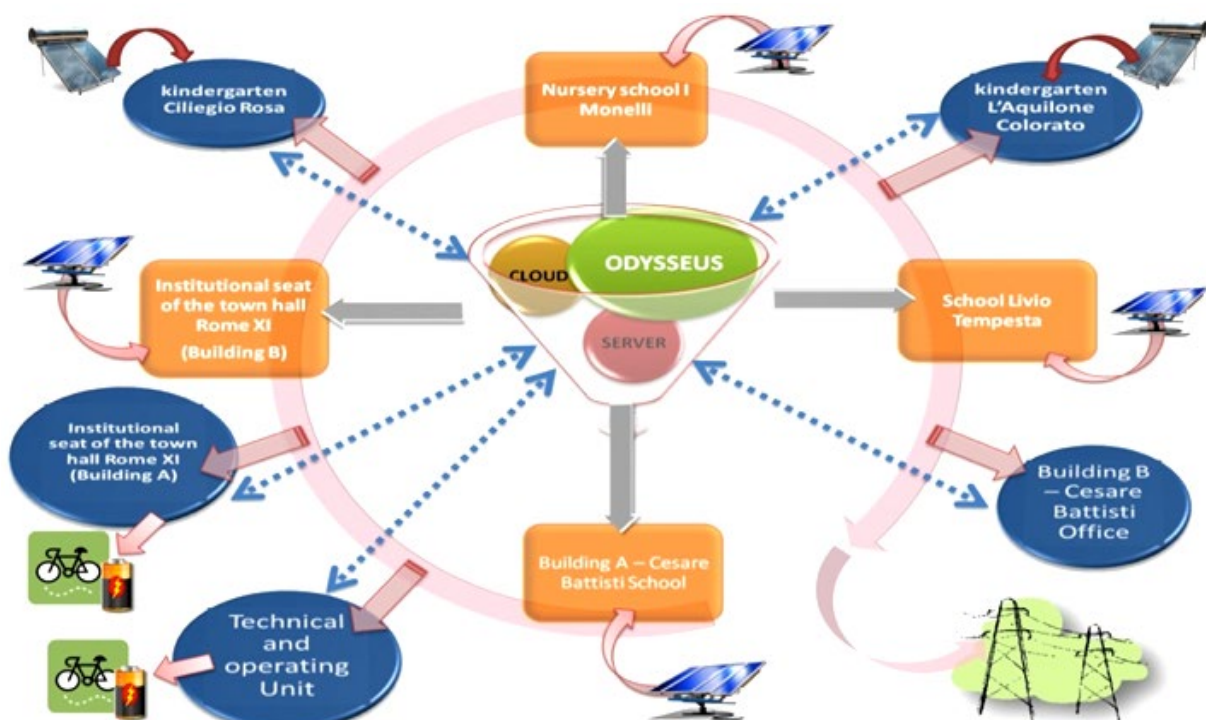 kindergarten
Ciliegio Rosa
Nursery school I
Monelli
kindergarten
L'Aquilone
Colorato
CLOUD
ODYSSEUS
SERVER
Institutional seat
of the town hall
Rome XI
(Building B)
School Livio
Tempesta
Institutional
seat of the town
hall Rome XI
(Building A)
Building B
– Cesare
Battisti
Office
Building A – Cesare
Battisti School
Technical
and
operating
Unit